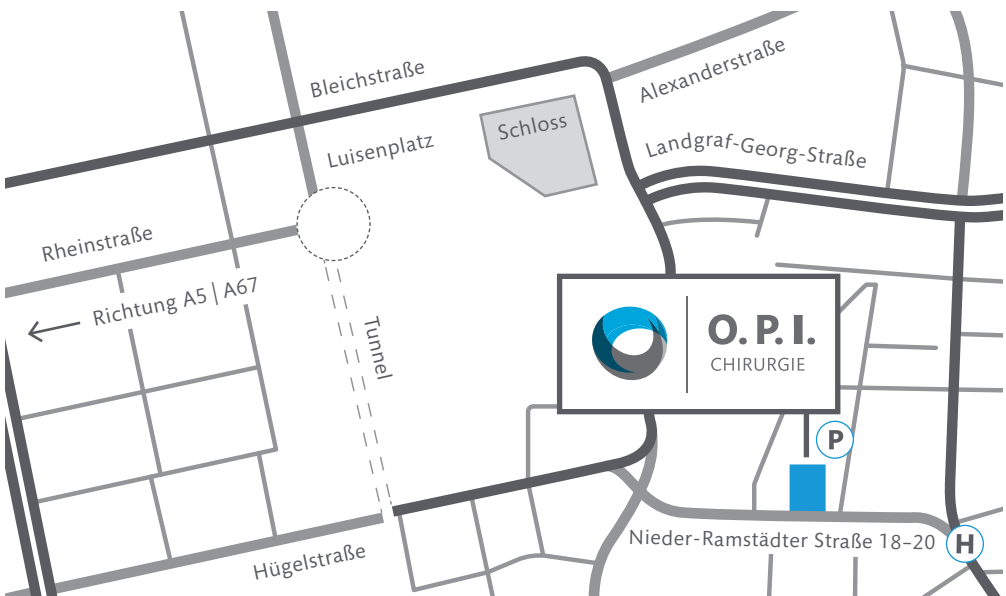 Bleichstraße
Alexanderstraße
Schloss
Luisenplatz
Landgraf-Georg-Straße
Rheinstraße
Richtung A5 | A67
Tunnel
O.P.I.
CHIRURGIE
P
Nieder-Ramstädter Straße 18–20
H
Hügelstraße